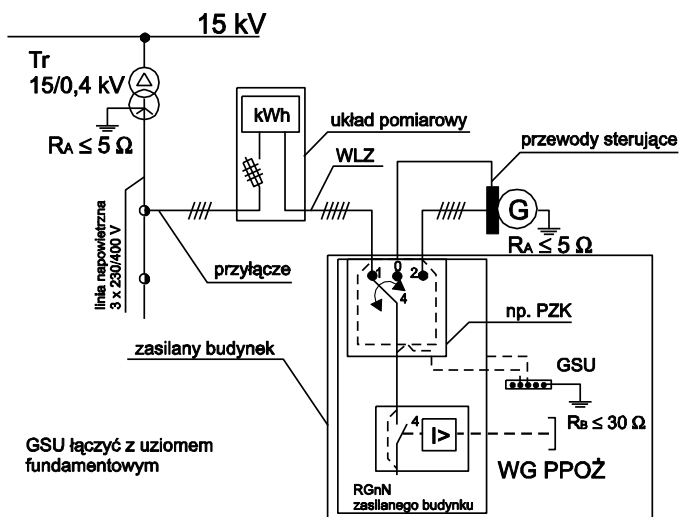 15 kV
Tr
15/0,4 kV
RA ≤ 5 Ω
kWh
układ pomiarowy
WLZ
przewody sterujące
G
RA ≤ 5 Ω
linia napowietrzna
3 x 230/400 V
przyłącze
1
0
2
4
np. PZK
zasilany budynek
GSU
RB ≤ 30 Ω
4
I>
WG PPOŻ
GSU łączyć z uziomem
fundamentowym
RGnN
zasilanego budynku